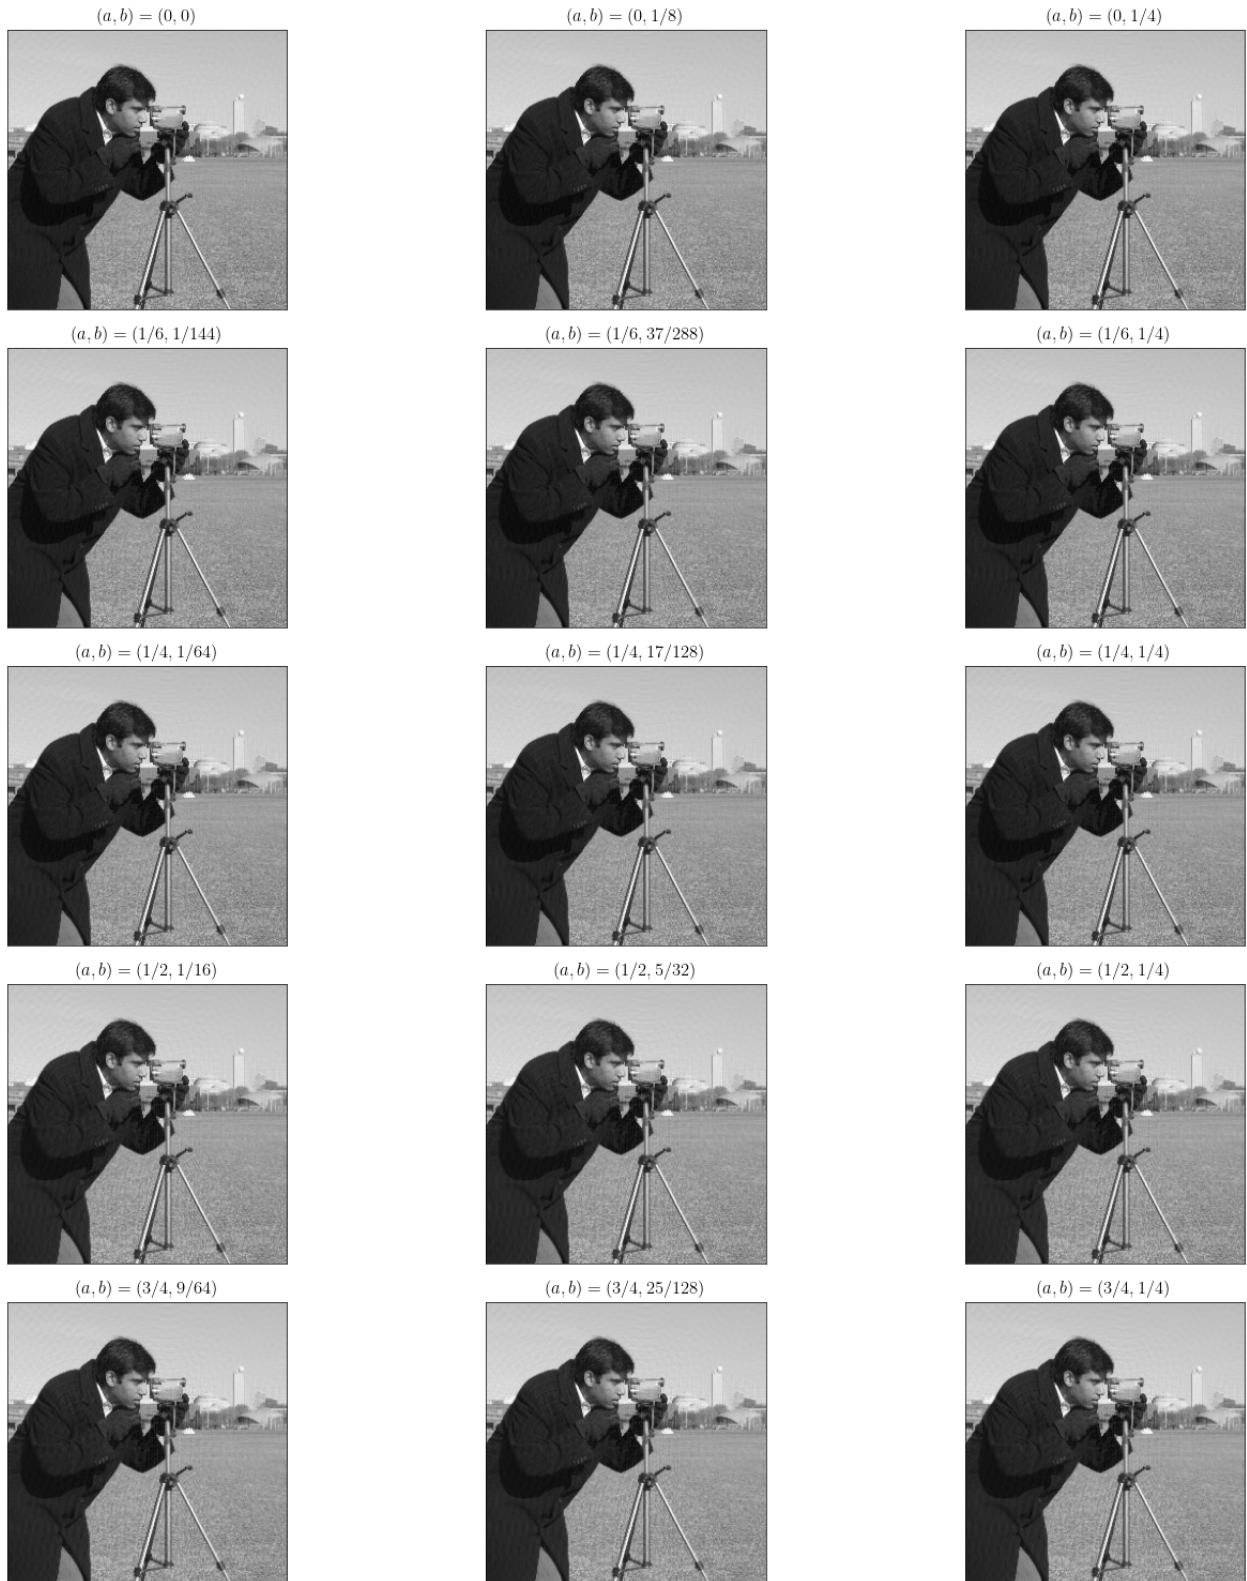 (a, b) = (0, 0)
(a, b) = (0, 1/8)
(a, b) = (0, 1/4)
(a, b) = (1/6, 1/144)
(a, b) = (1/6, 37/288)
(a, b) = (1/6, 1/4)
(a, b) = (1/4, 1/64)
(a, b) = (1/4, 17/128)
(a, b) = (1/4, 1/4)
(a, b) = (1/2, 1/16)
(a, b) = (1/2, 5/32)
(a, b) = (1/2, 1/4)
(a, b) = (3/4, 9/64)
(a, b) = (3/4, 25/128)
(a, b) = (3/4, 1/4)